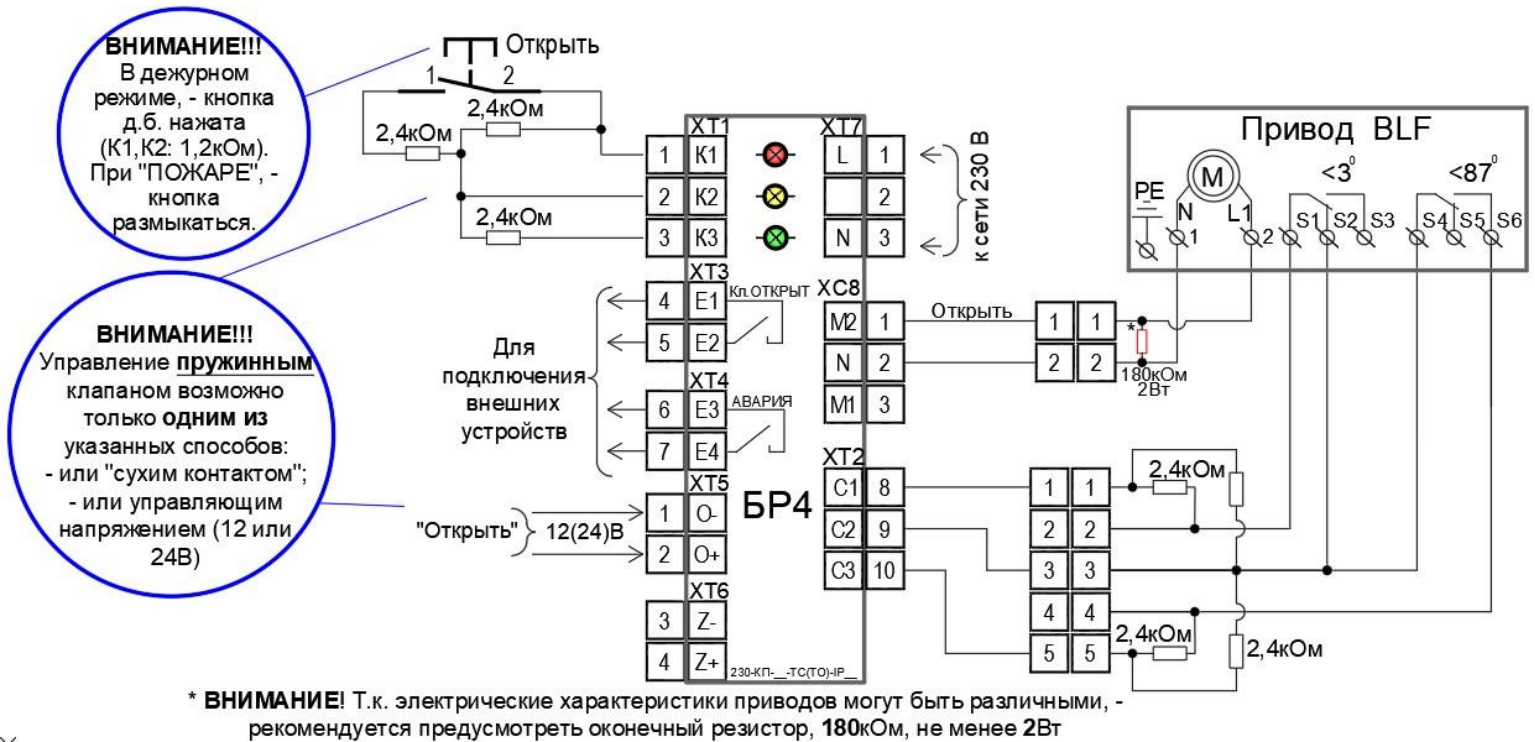 ВНИМАНИЕ!!!
В дежурном
режиме, - кнопка
д.б. нажата
(К1,К2: 1,2кОм).
При "ПОЖАРЕ", -
кнопка
размыкаться.
ВНИМАНИЕ!!!
Управление пружинным
клапаном возможно
только одним из
указанных способов:
- или "сухим контактом";
- или управляющим
напряжением (12 или
24В)
Открыть
1 2
2,4кОм
2,4кОм
2,4кОм
XT1
1 К1
2 К2
3 К3
XT3
4 E1 Кл.ОТКРЫТ
5 E2
XT4
6 E3 АВАРИЯ
7 E4
XT5
1 O-
2 O+
XT6
3 Z-
4 Z+
Для
подключения
внешних
устройств
"Открыть" 12(24)В
БР4
230-КП-__-ТС(ТО)-IP__
XT7
L 1
2
N 3
к сети 230 В
XC8
M2 1
N 2
M1 3
XT2
C1 8
C2 9
C3 10
Открыть
1 1
2 2
*
180кОм
2Вт
1 1
2 2
3 3
4 4
5 5
2,4кОм
2,4кОм
2,4кОм
Привод BLF
M
<3⁰
<87⁰
PE
N L1
S1 S2 S3
S4 S5 S6
1 2
* ВНИМАНИЕ! Т.к. электрические характеристики приводов могут быть различными, -
рекомендуется предусмотреть оконечный резистор, 180кОм, не менее 2Вт